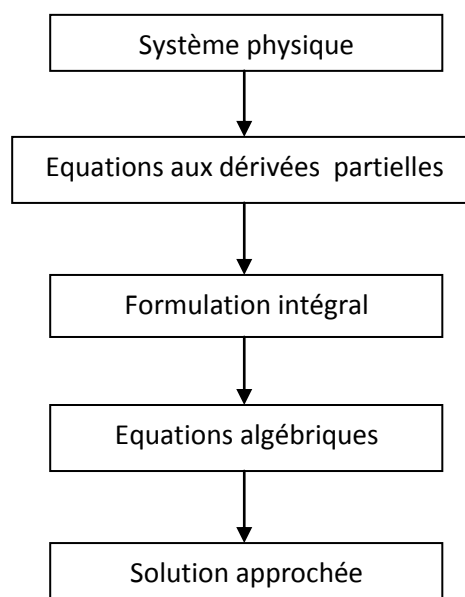 Système physique
Equations aux dérivées partielles
Formulation intégral
Equations algébriques
Solution approchée